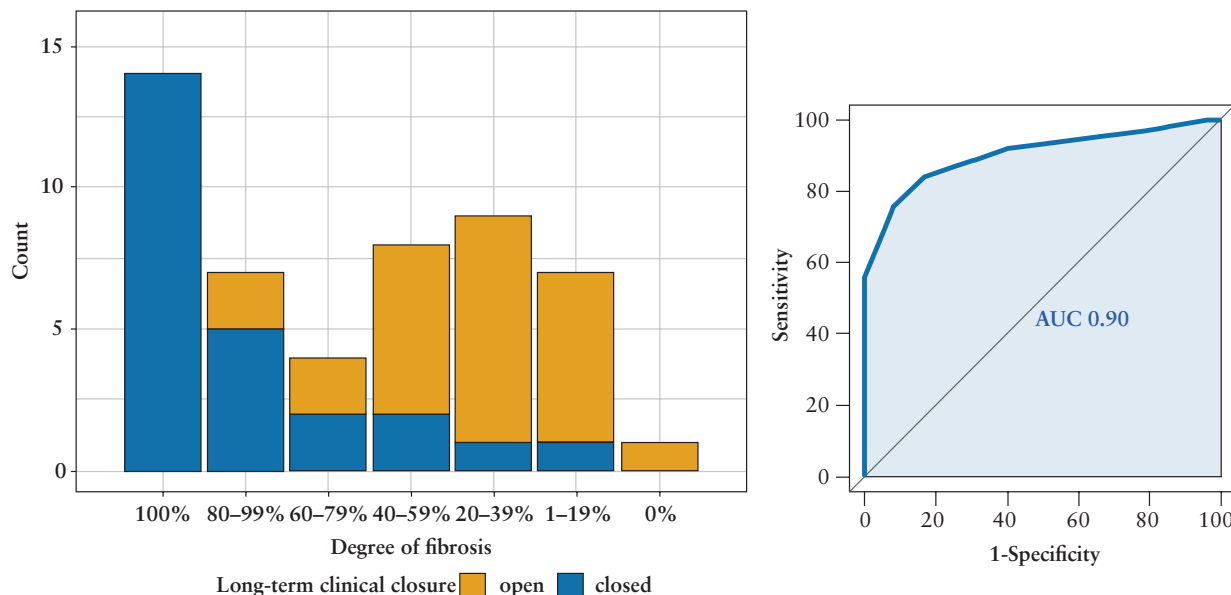 15
10
5
0
Count
100%
80–99%
60–79%
40–59%
20–39%
1–19%
0%
Degree of fibrosis
Long-term clinical closure
open
closed
100
80
60
40
20
0
Sensitivity
AUC 0.90
0
20
40
60
80
100
1-Specificity